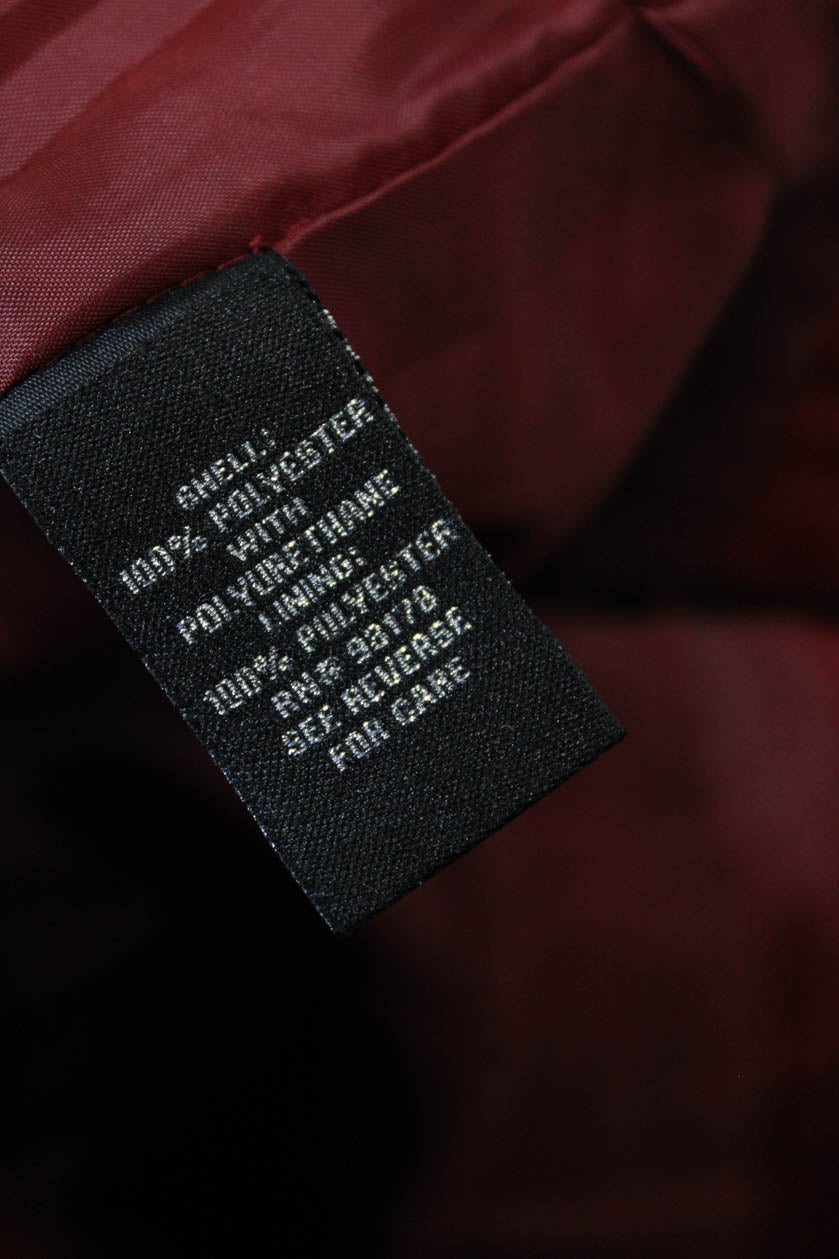 SHELL:
100% POLYESTER
WITH
POLYURETHANE
LINING:
100% POLYESTER
RN# 93170
SEE REVERSE
FOR CARE